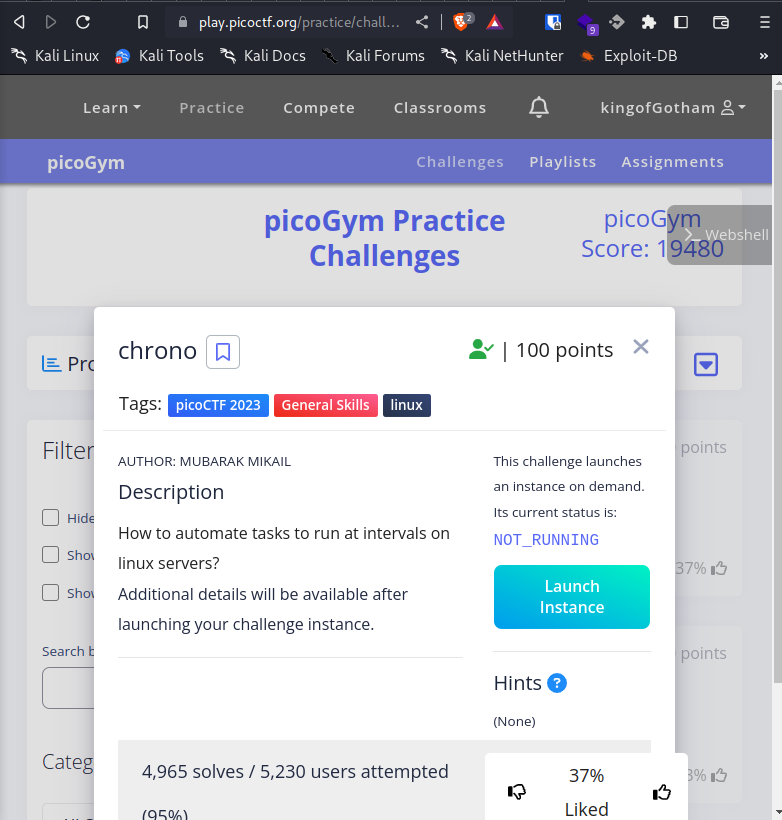 play.picoctf.org/practice/chall...
2
9
Kali Linux Kali Tools Kali Docs Kali Forums Kali NetHunter Exploit-DB »
Learn Practice Compete Classrooms kingofGotham
picoGym Challenges Playlists Assignments
picoGym Practice
Challenges
picoGym
Score: 19480
Webshell
chrono | 100 points
Pro
Tags: picoCTF 2023 General Skills linux
Filter
points
AUTHOR: MUBARAK MIKAIL
Description
How to automate tasks to run at intervals on
linux servers?
Additional details will be available after
launching your challenge instance.
This challenge launches
an instance on demand.
Its current status is:
NOT_RUNNING
Launch
Instance
Hide
Show
Show
37%
Search b
points
Hints ?
(None)
Categ
4,965 solves / 5,230 users attempted
(95%)
37%
Liked
3%